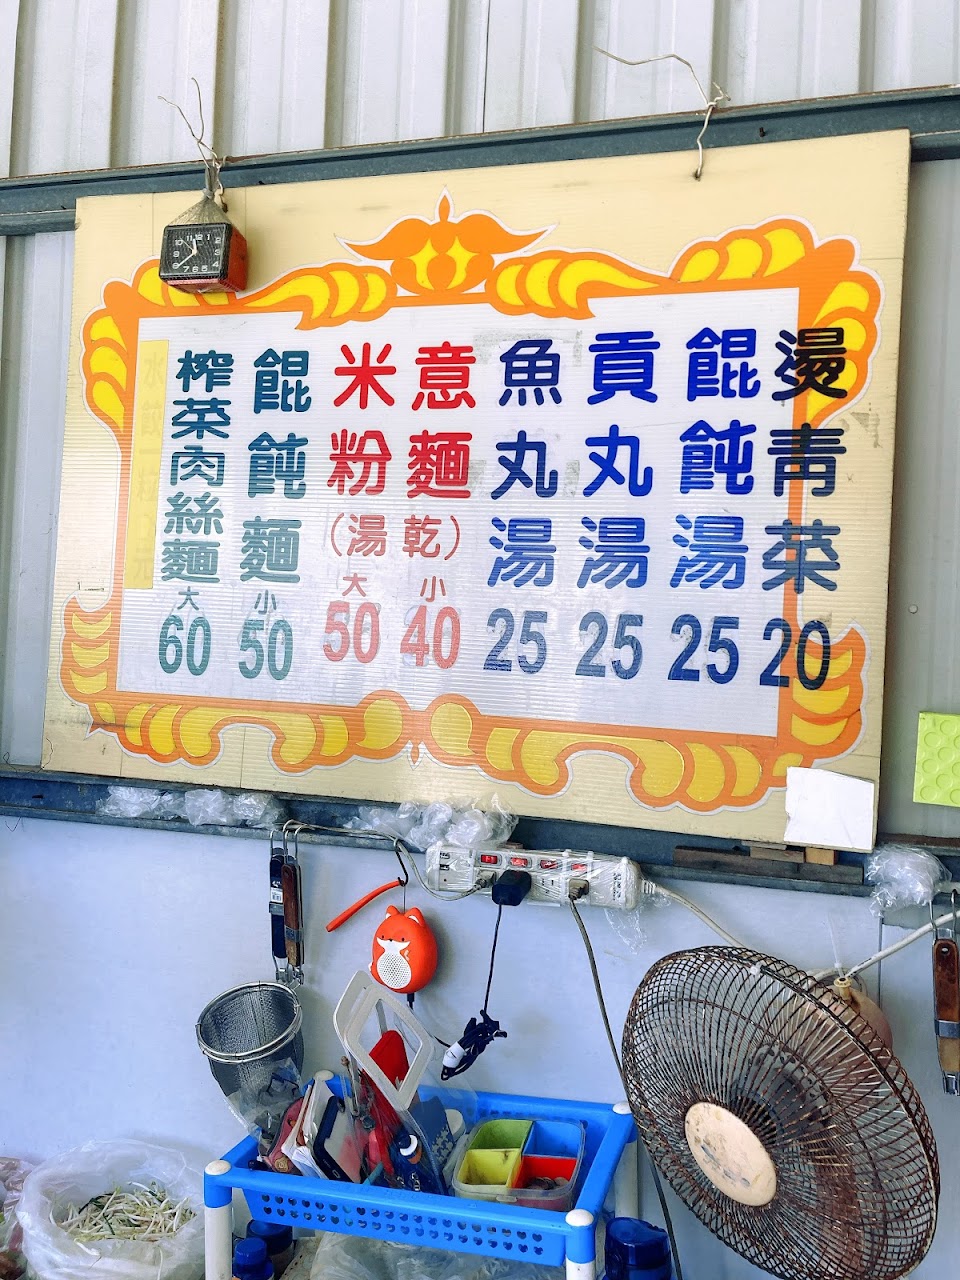 燙青菜 20
餛飩湯 25
貢丸湯 25
魚丸湯 25
意麵
米粉
(湯 乾)
大 50
小 40
餛飩麵
榨菜肉絲麵
大 60
小 50